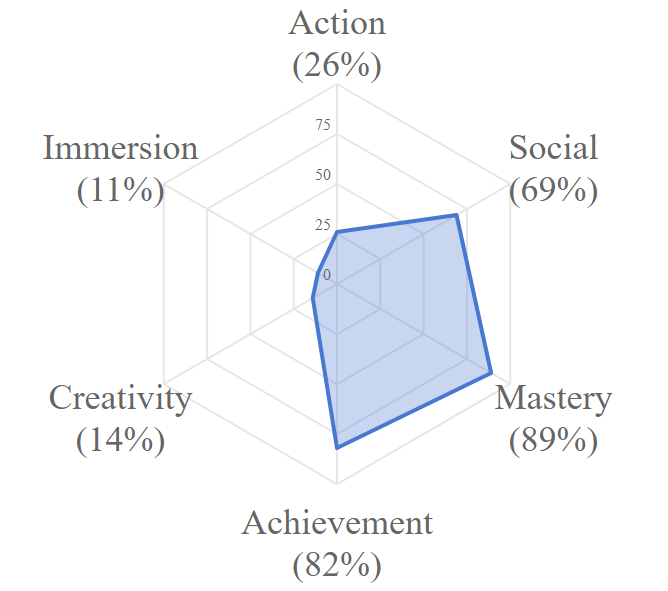 Action
(26%)
Immersion
(11%)
Social
(69%)
75
50
25
0
Creativity
(14%)
Mastery
(89%)
Achievement
(82%)